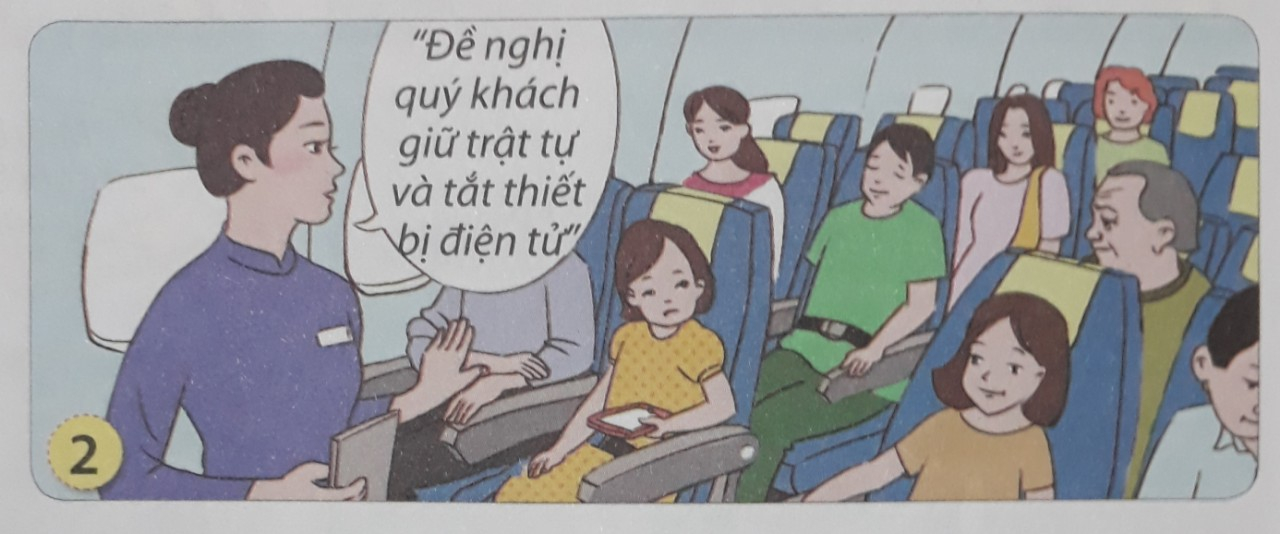 “Đề nghị
quý khách
giữ trật tự
và tắt thiết
bị điện tử”
2